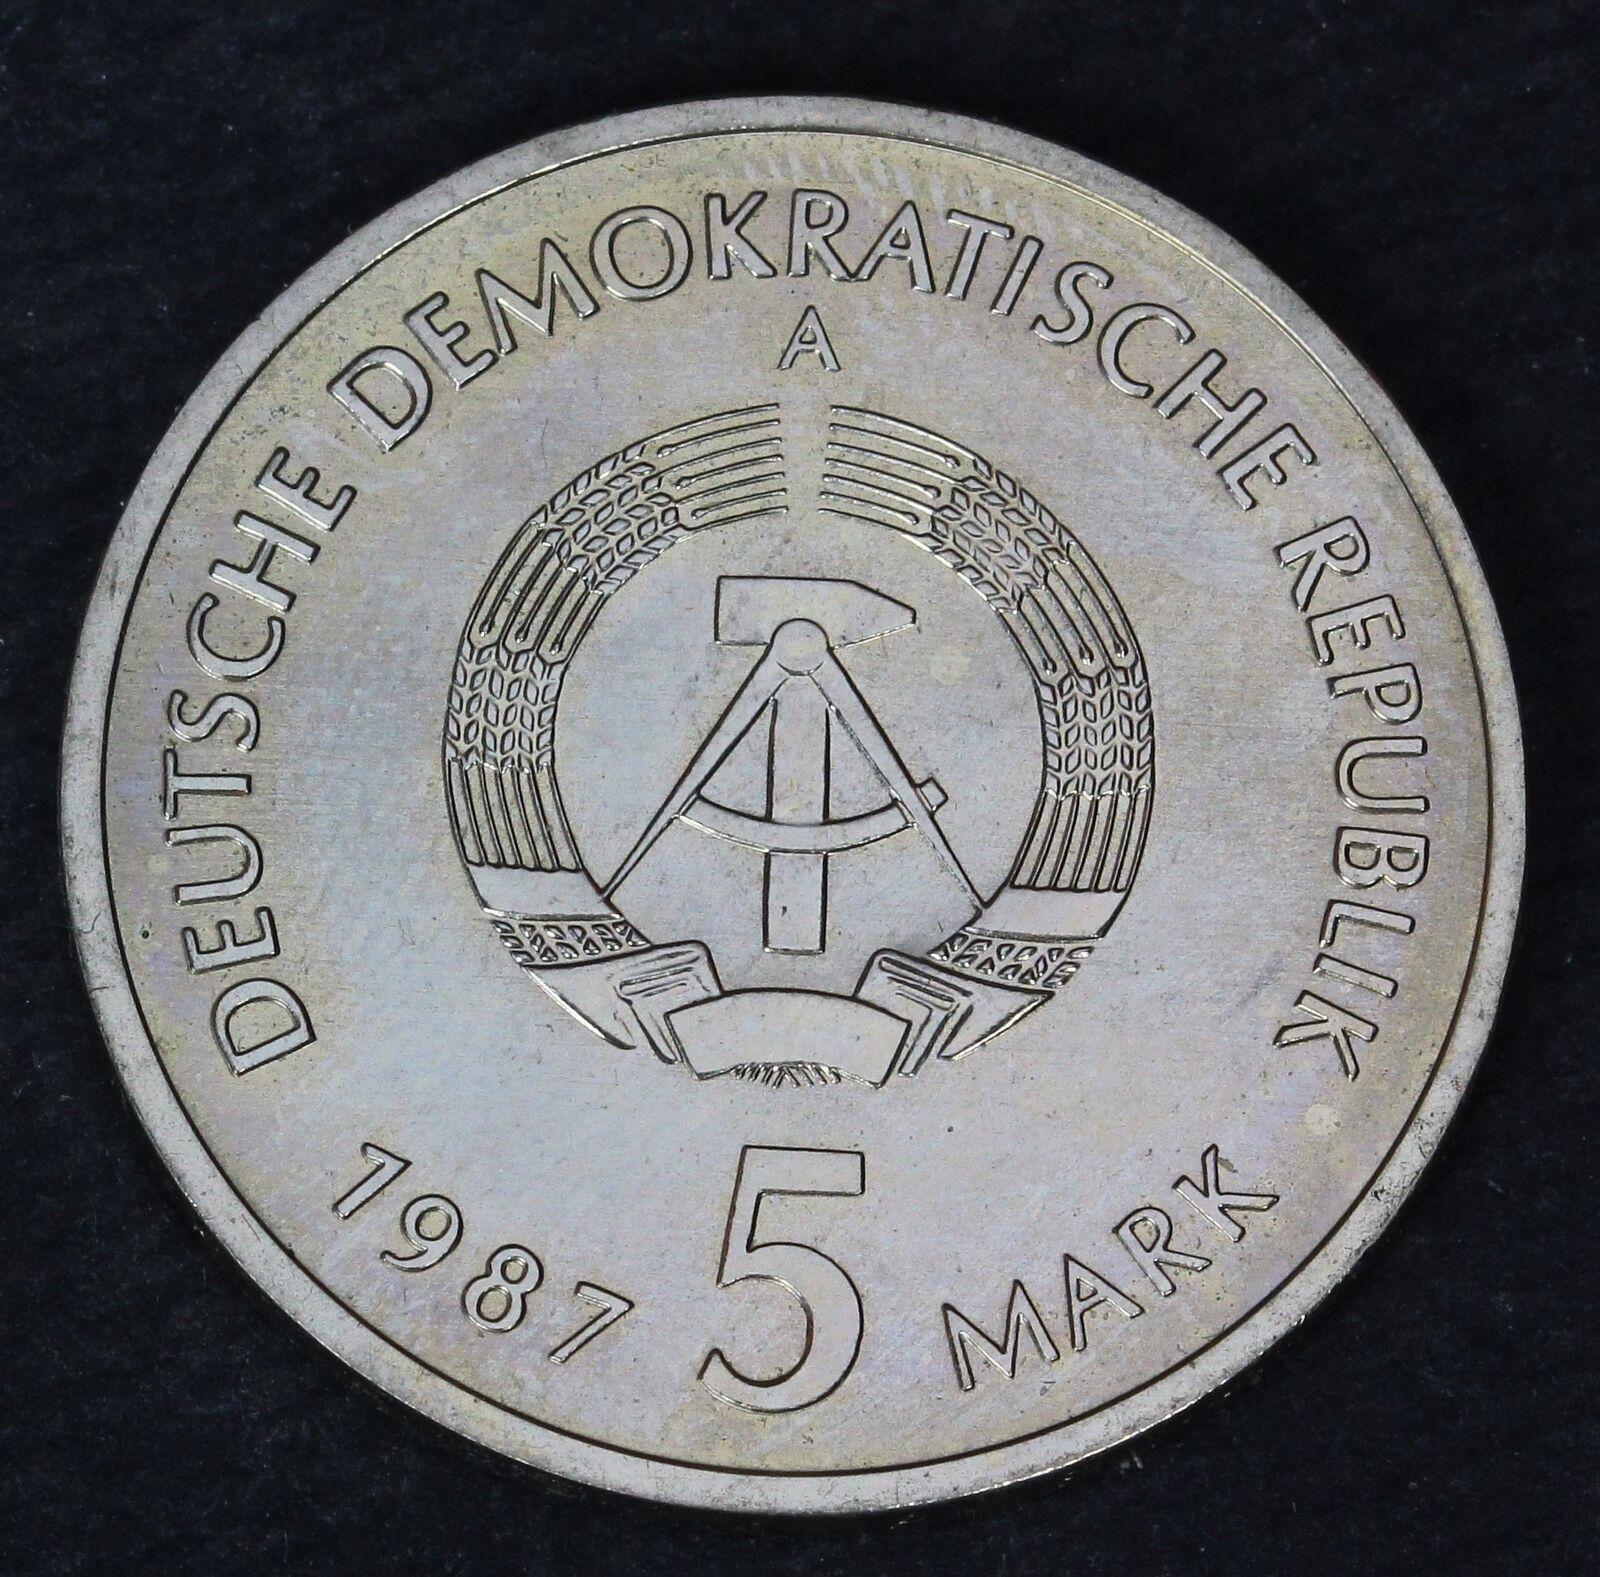 DEUTSCHE DEMOKRATISCHE REPUBLIK
A
1987 5 MARK